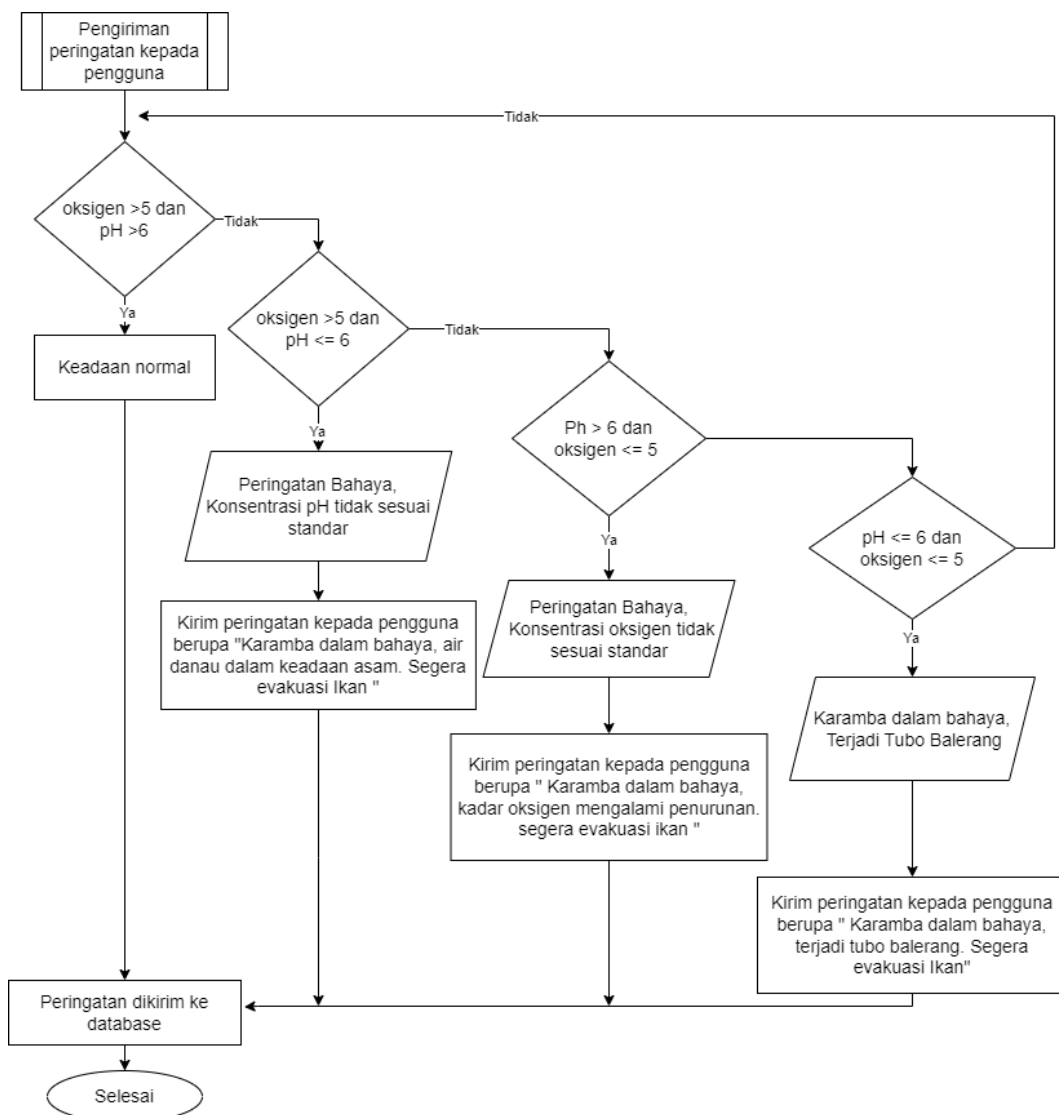 Pengiriman
peringatan kepada
pengguna
Tidak
oksigen >5 dan
pH >6
Tidak
Ya
Keadaan normal
oksigen >5 dan
pH <= 6
Tidak
Ya
Peringatan Bahaya,
Konsentrasi pH tidak sesuai
standar
Kirim peringatan kepada pengguna
berupa "Karamba dalam bahaya, air
danau dalam keadaan asam. Segera
evakuasi Ikan "
Ph > 6 dan
oksigen <= 5
Ya
Peringatan Bahaya,
Konsentrasi oksigen tidak
sesuai standar
Kirim peringatan kepada pengguna
berupa " Karamba dalam bahaya,
kadar oksigen mengalami penurunan.
segera evakuasi ikan "
pH <= 6 dan
oksigen <= 5
Ya
Karamba dalam bahaya,
Terjadi Tubo Balerang
Kirim peringatan kepada pengguna
berupa " Karamba dalam bahaya,
terjadi tubo balerang. Segera
evakuasi Ikan"
Peringatan dikirim ke
database
Selesai